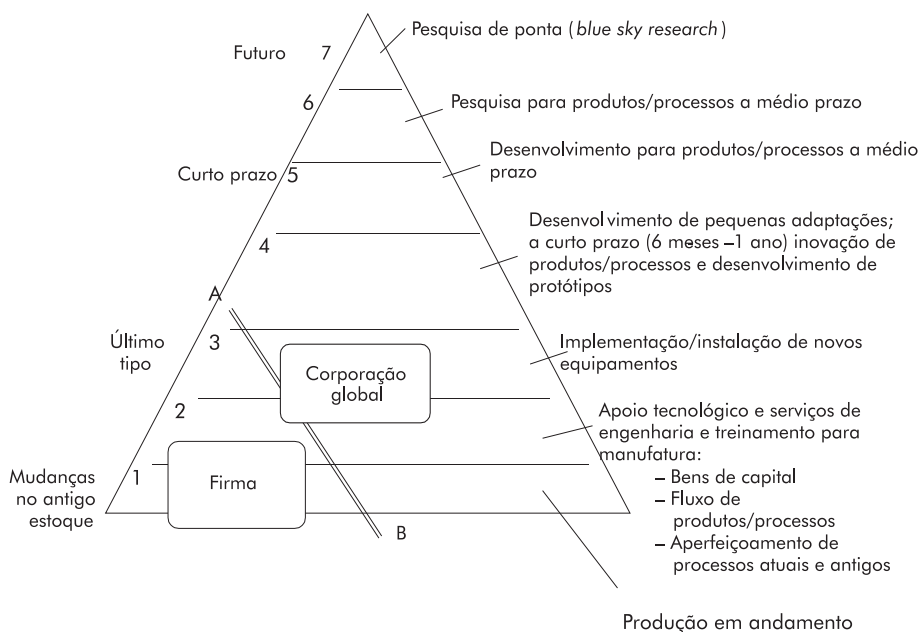 Futuro
7
Pesquisa de ponta (blue sky research)
6
Pesquisa para produtos/processos a médio prazo
Curto prazo
5
Desenvolvimento para produtos/processos a médio
prazo
4
Desenvolvimento de pequenas adaptações;
a curto prazo (6 meses –1 ano) inovação de
produtos/processos e desenvolvimento de
protótipos
A
Último
tipo
3
Implementação/instalação de novos
equipamentos
Corporação
global
2
Apoio tecnológico e serviços de
engenharia e treinamento para
manufatura:
– Bens de capital
– Fluxo de
produtos/processos
– Aperfeiçoamento de
processos atuais e antigos
Mudanças
no antigo
estoque
1
Firma
B
Produção em andamento